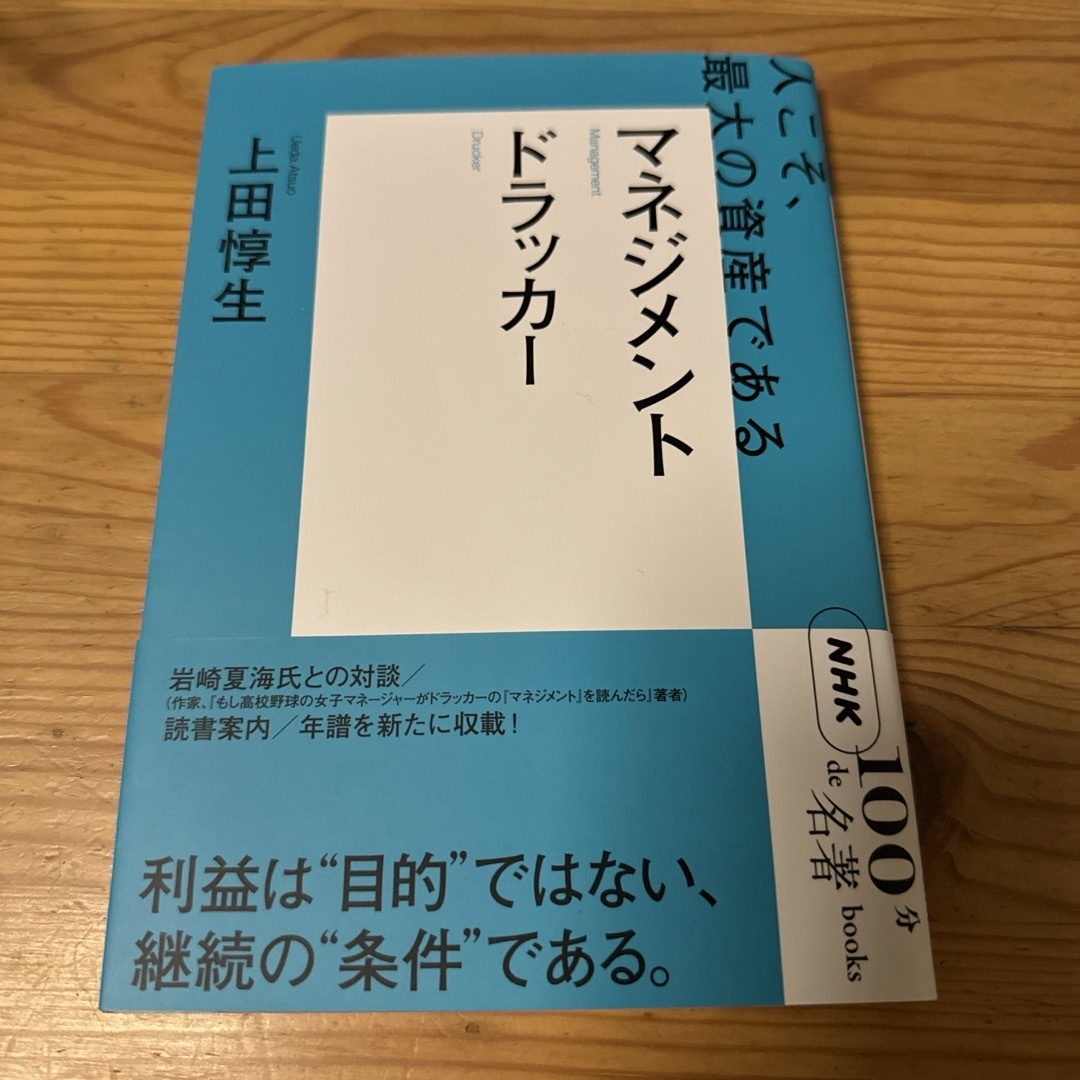 人こそ、
最大の資産である
マネジメント
Management
ドラッカー
Drucker
上田惇生
Ueda Atsuo
岩崎夏海氏との対談／
(作家、『もし高校野球の女子マネージャーがドラッカーの『マネジメント』を読んだら』著者)
読書案内／年譜を新たに収載！
利益は“目的”ではない、
継続の“条件”である。
NHK
100分
de名著
books